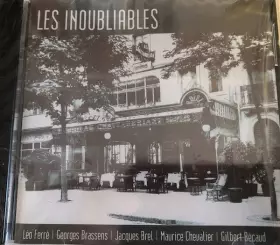 LES INOUBLIABLES
Léo Ferré | Georges Brassens | Jacques Brel | Maurice Chevalier | Gilbert Bécaud